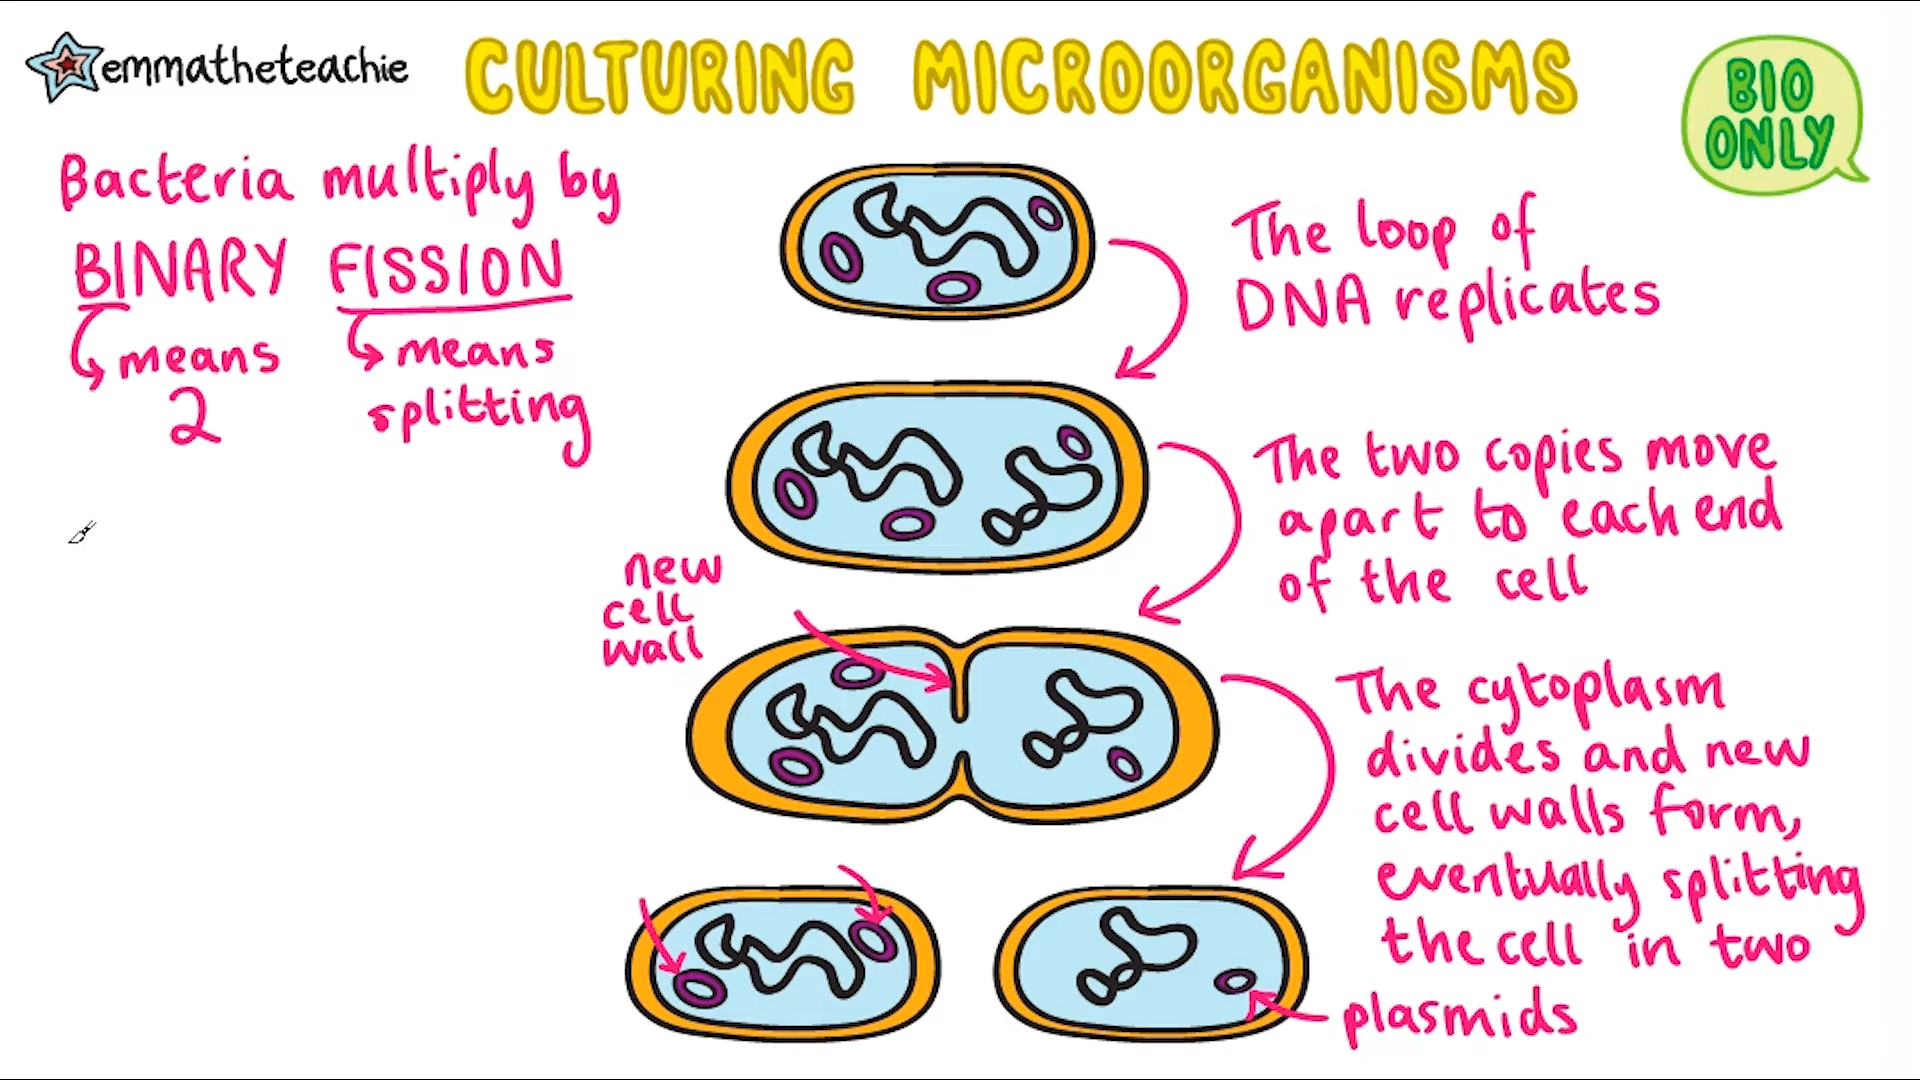 emmatheteachie
CULTURING MICROORGANISMS
BIO
ONLY
Bacteria multiply by
BINARY FISSION
means
2
means
splitting
The loop of
DNA replicates
The two copies move
apart to each end
of the cell
new
cell
wall
The cytoplasm
divides and new
cell walls form,
eventually splitting
the cell in two
plasmids